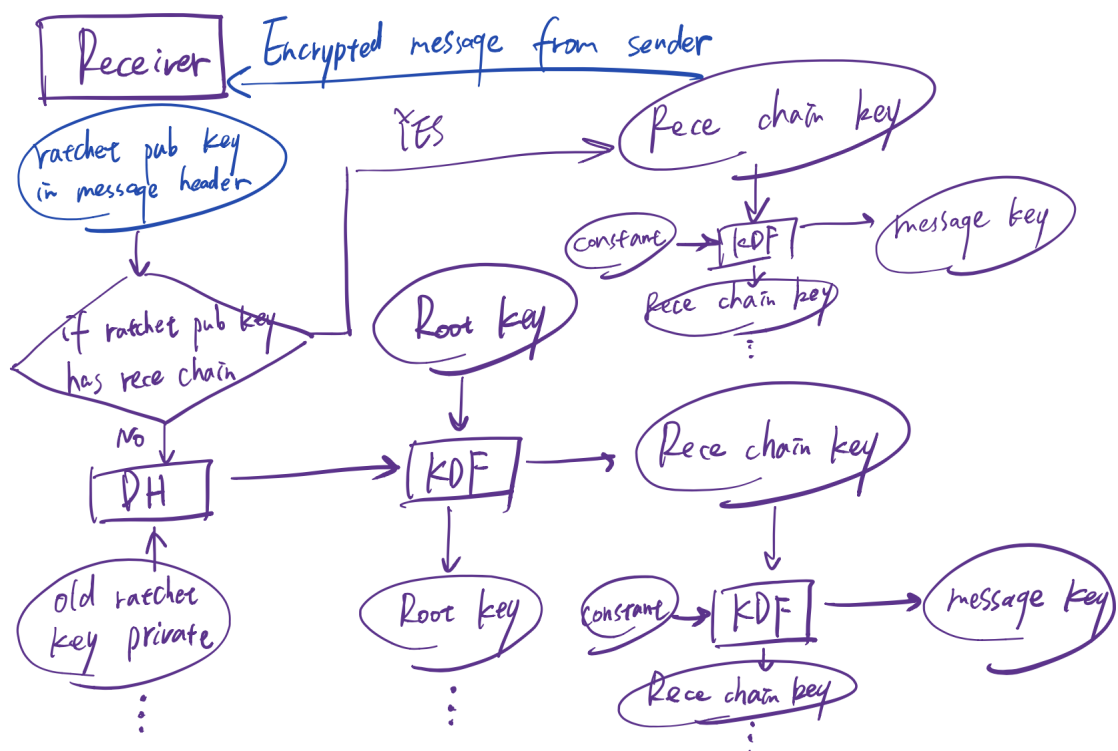 Receiver
Encrypted message from sender
ratchet pub key
in message header
YES
Rece chain key
constant
KDF
message key
Rece chain key
if ratchet pub key
has rece chain
Root key
No
DH
KDF
Rece chain key
old ratchet
key private
Root key
constant
KDF
message key
Rece chain key